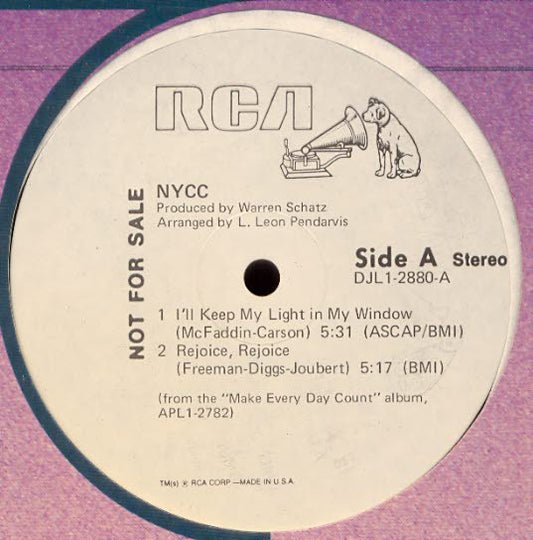 RCA
NOT FOR SALE
NYCC
Produced by Warren Schatz
Arranged by L. Leon Pendarvis
Side A Stereo
DJL1-2880-A
1 I'll Keep My Light in My Window
(McFaddin-Carson) 5:31 (ASCAP/BMI)
2 Rejoice, Rejoice
(Freeman-Diggs-Joubert) 5:17 (BMI)
(from the "Make Every Day Count" album,
APL1-2782)
TM(s) ® RCA CORP—MADE IN U.S.A.